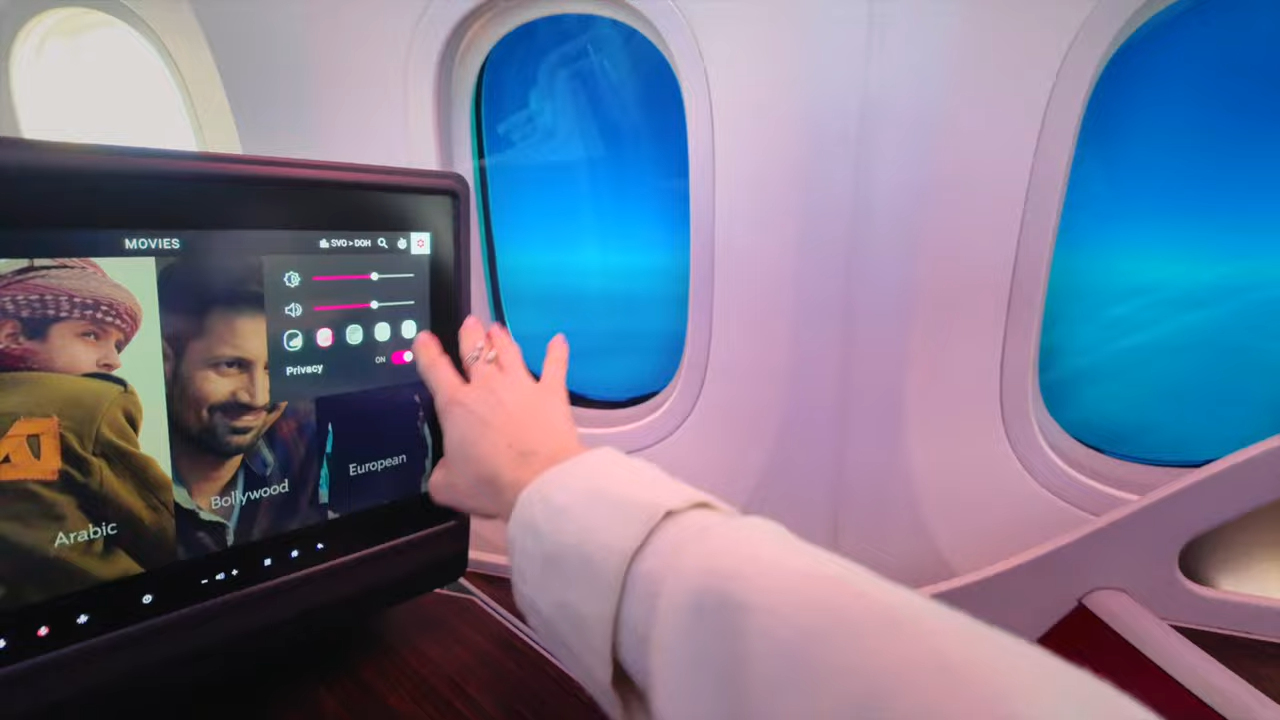 MOVIES
SVO > DOH
ON
Privacy
European
Bollywood
Arabic